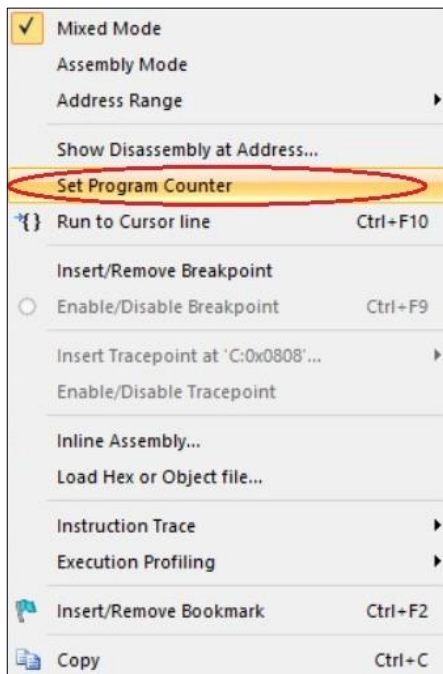 Mixed Mode
Assembly Mode
Address Range
Show Disassembly at Address...
Set Program Counter
Run to Cursor line Ctrl+F10
Insert/Remove Breakpoint
Enable/Disable Breakpoint Ctrl+F9
Insert Tracepoint at 'C:0x0808'...
Enable/Disable Tracepoint
Inline Assembly...
Load Hex or Object file...
Instruction Trace
Execution Profiling
Insert/Remove Bookmark Ctrl+F2
Copy Ctrl+C